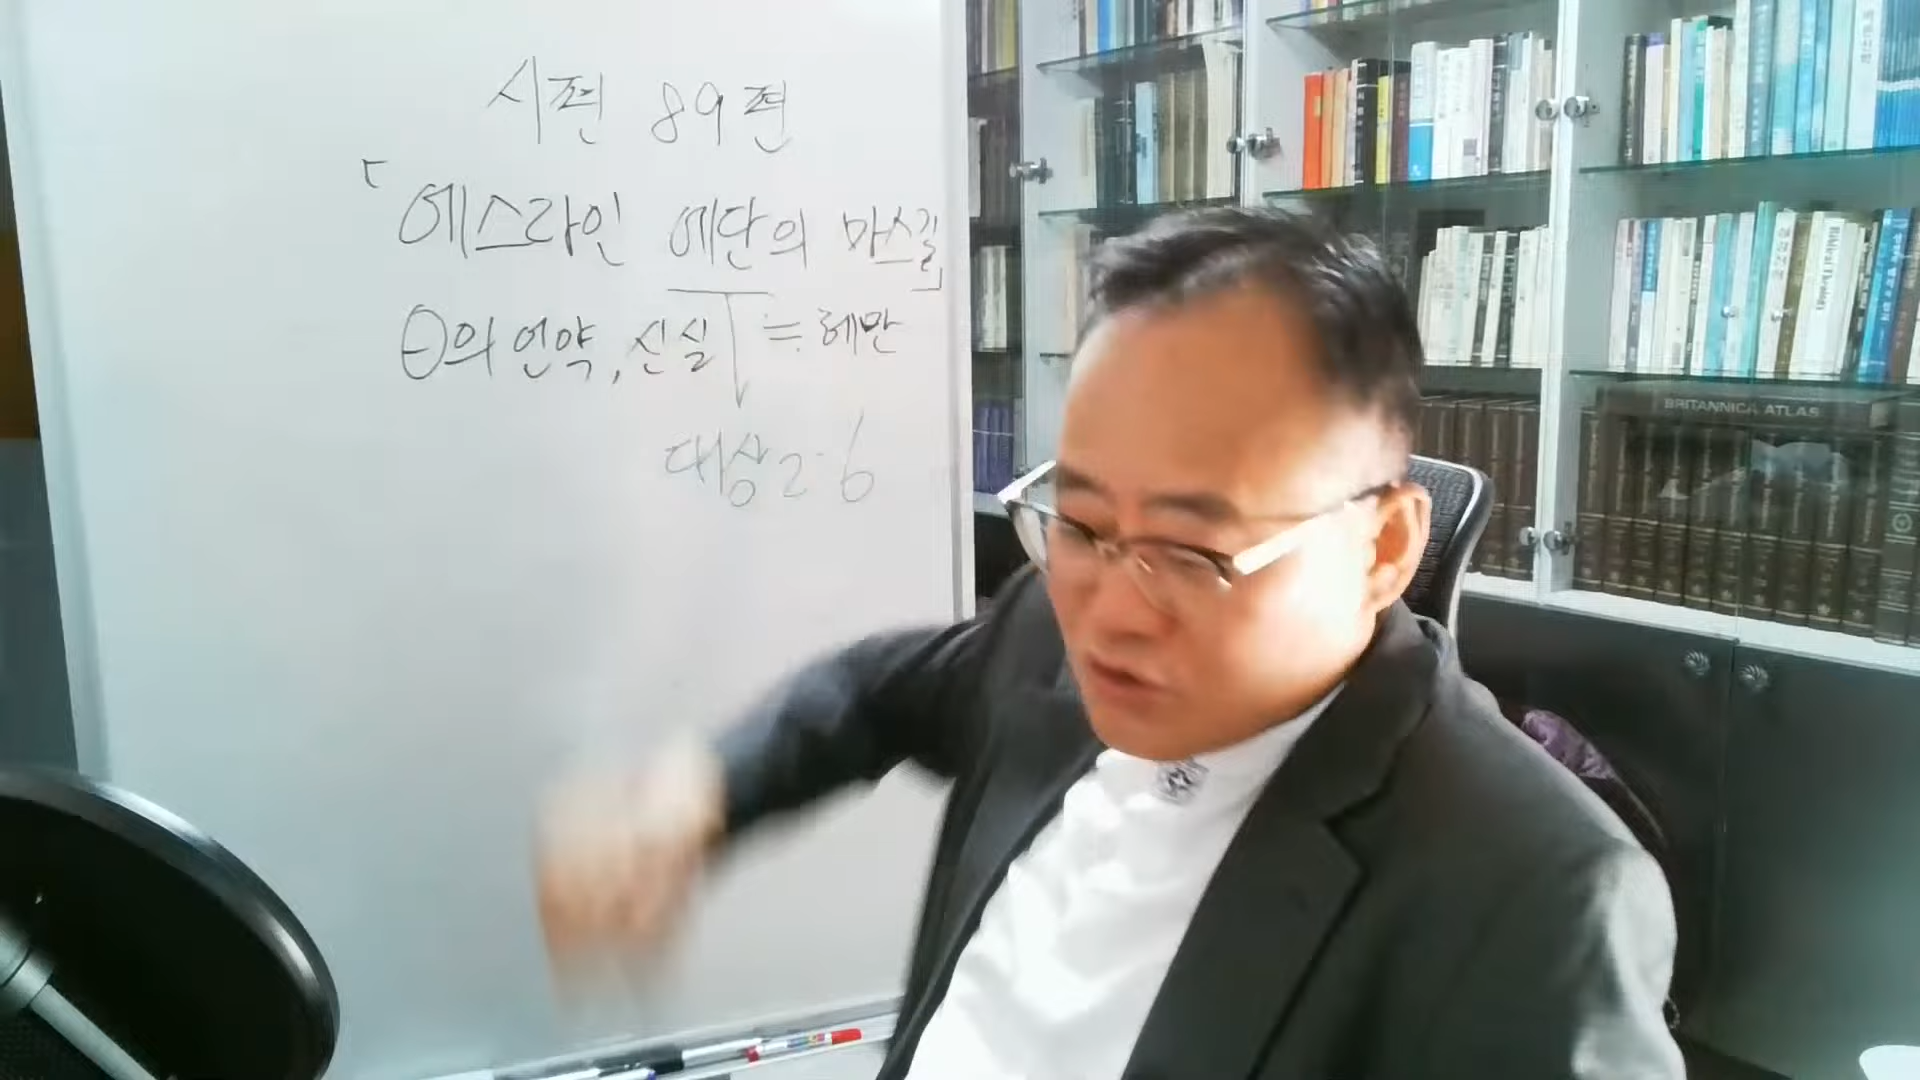 시편 89편
「에스라인 에단의 마스길」
θ의 언약, 신실 ≒ 헤만
대상 2:6
BRITANNICA ATLAS